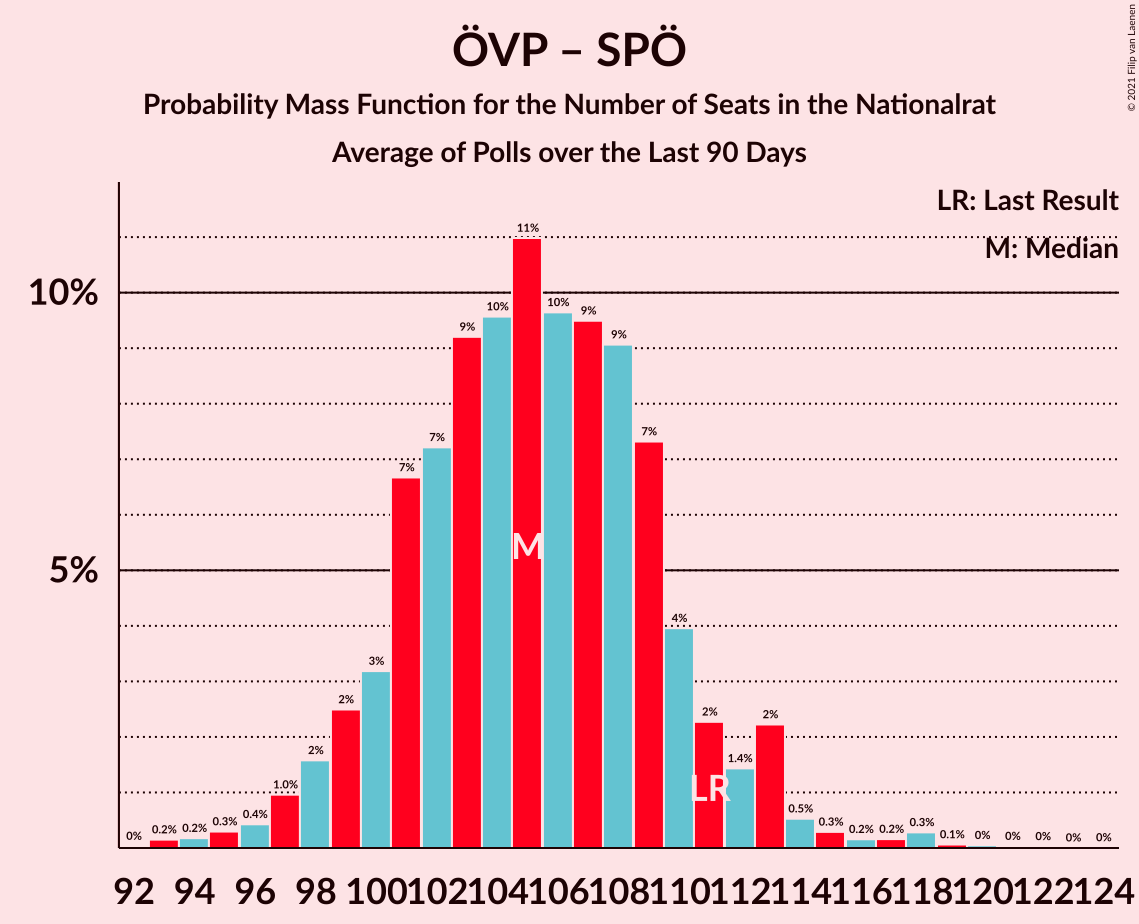 ÖVP – SPÖ
Probability Mass Function for the Number of Seats in the Nationalrat
Average of Polls over the Last 90 Days
© 2021 Filip van Laenen
LR: Last Result
M: Median
10%
5%
0% 0.2% 0.2% 0.3% 0.4% 1.0% 2% 2% 3% 7% 7% 9% 10% 11% 10% 9% 9% 7% 4% 2% 1.4% 2% 0.5% 0.3% 0.2% 0.2% 0.3% 0.1% 0% 0% 0% 0% 0%
M
LR
92 94 96 98 100 102 104 106 108 110 112 114 116 118 120 122 124